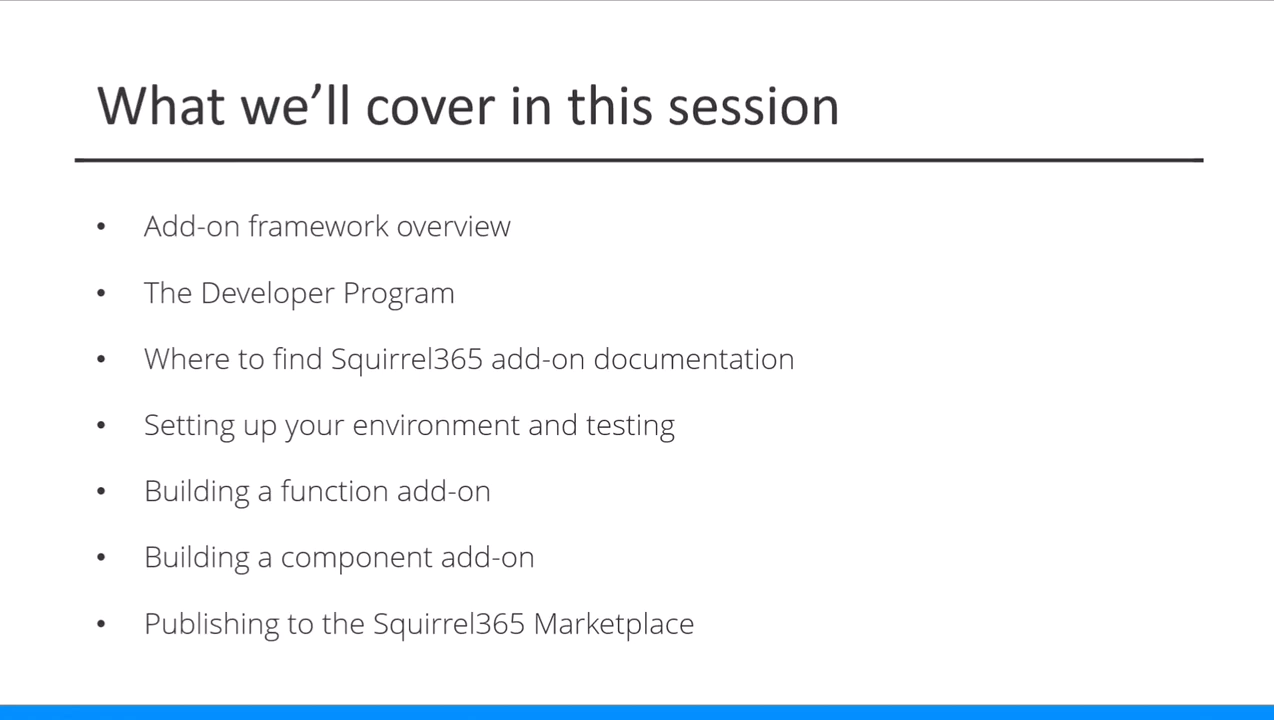 What we’ll cover in this session
• Add-on framework overview
• The Developer Program
• Where to find Squirrel365 add-on documentation
• Setting up your environment and testing
• Building a function add-on
• Building a component add-on
• Publishing to the Squirrel365 Marketplace